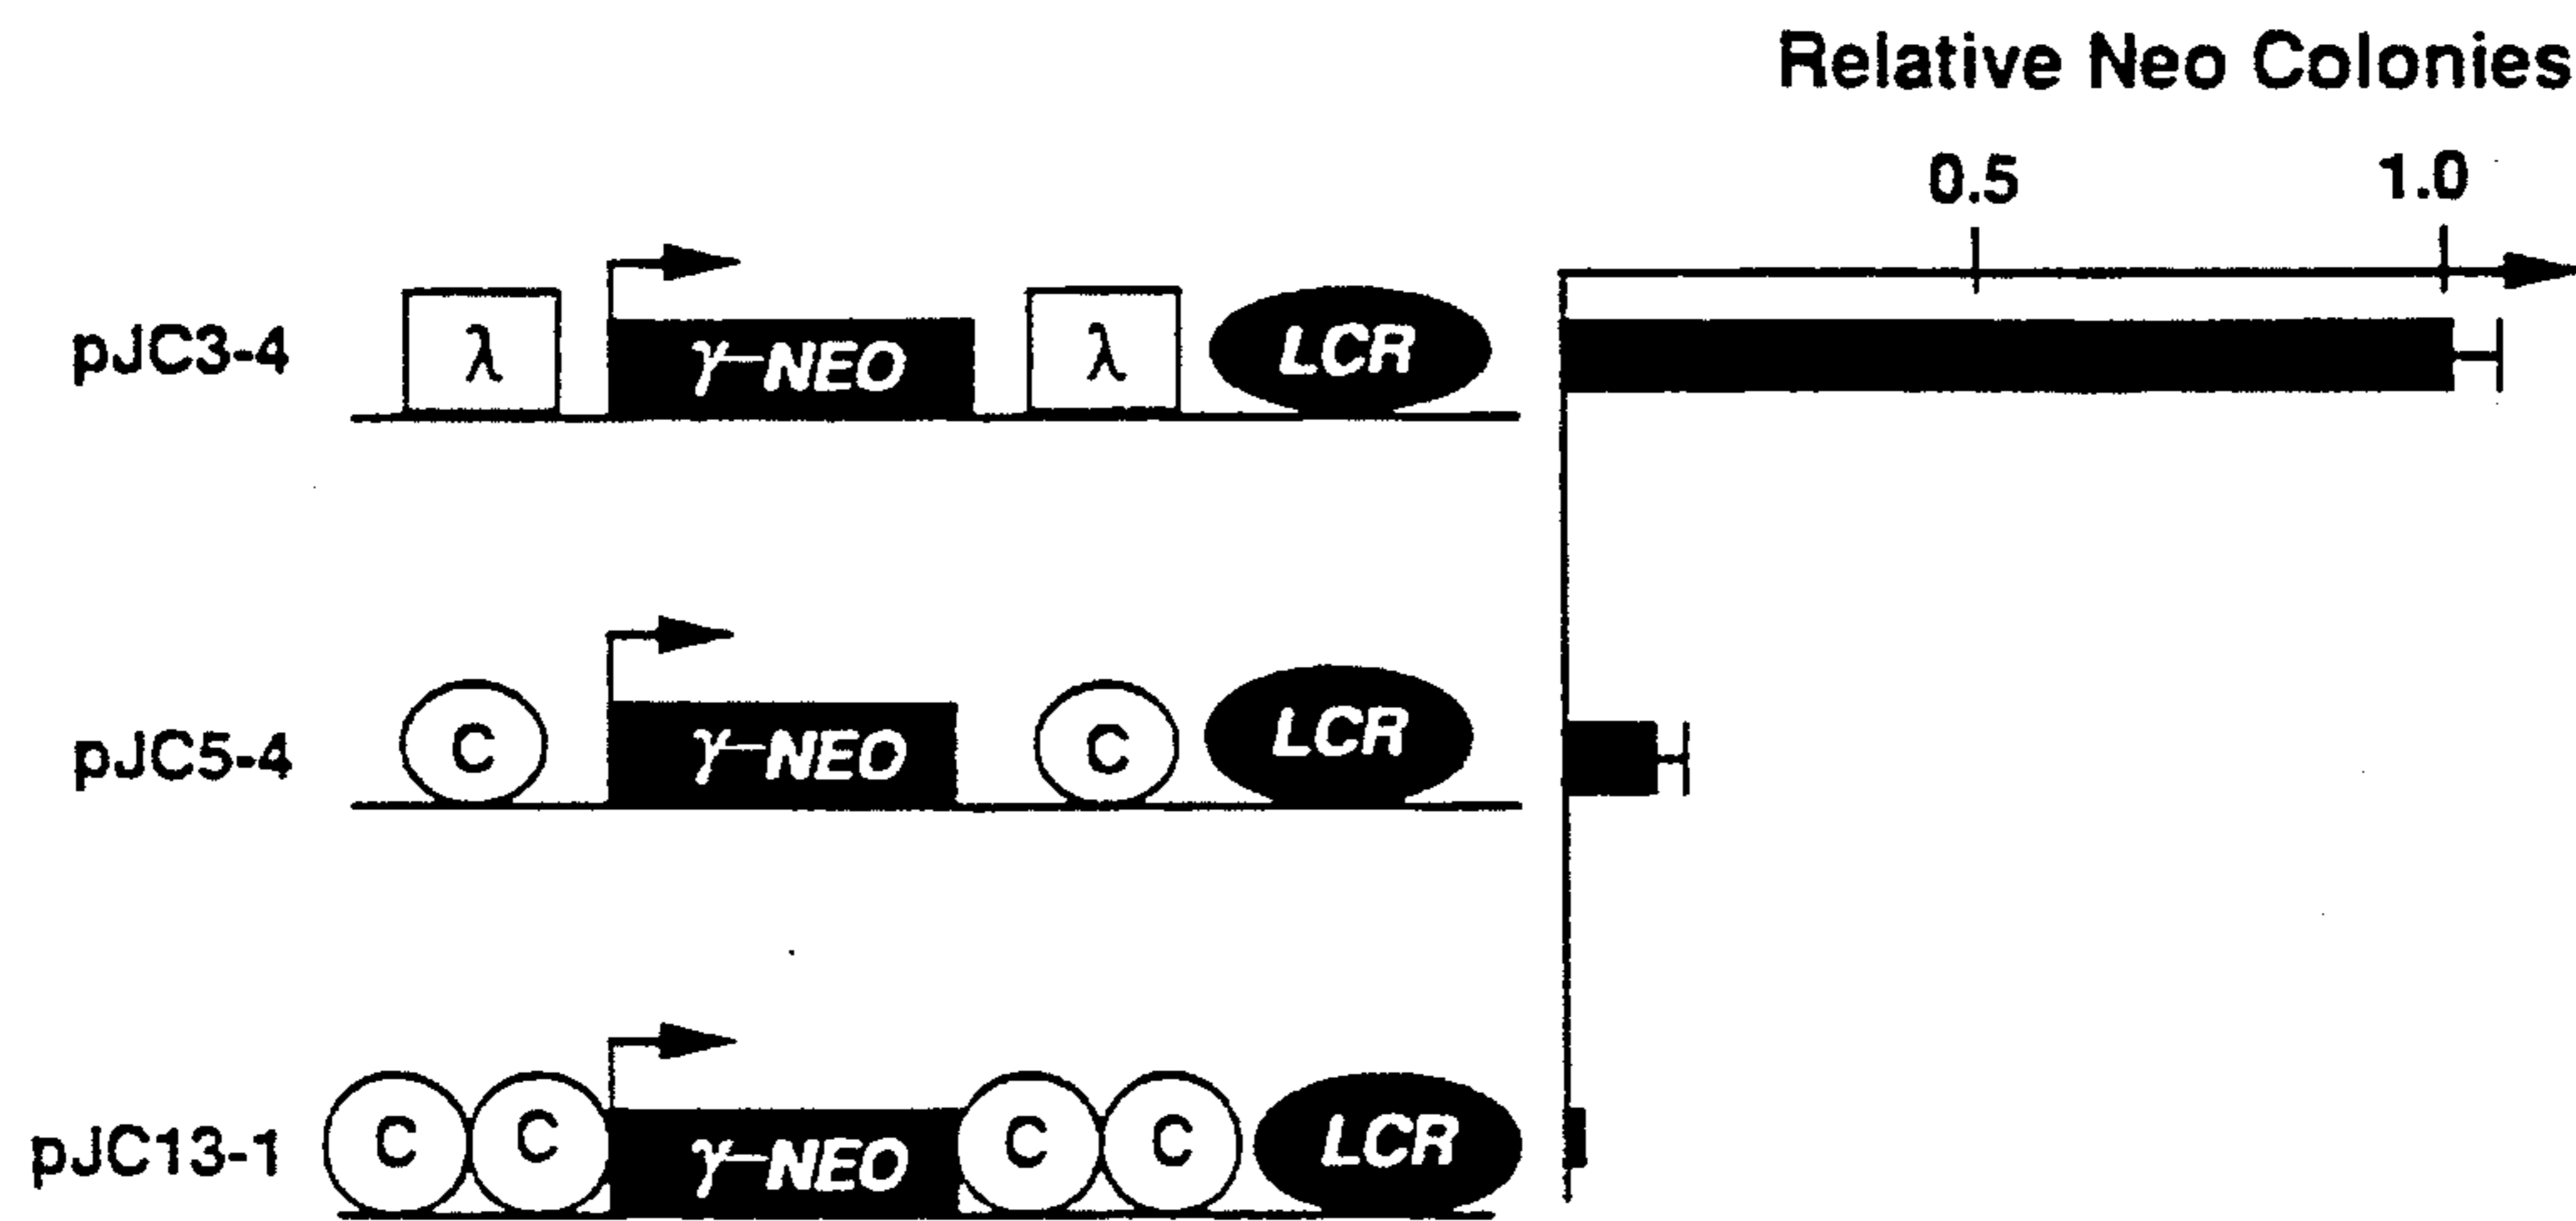 Relative Neo Colonies
0.5 1.0
pJC3-4 λ γ–NEO λ LCR
pJC5-4 C γ–NEO C LCR
pJC13-1 C C γ–NEO C C LCR